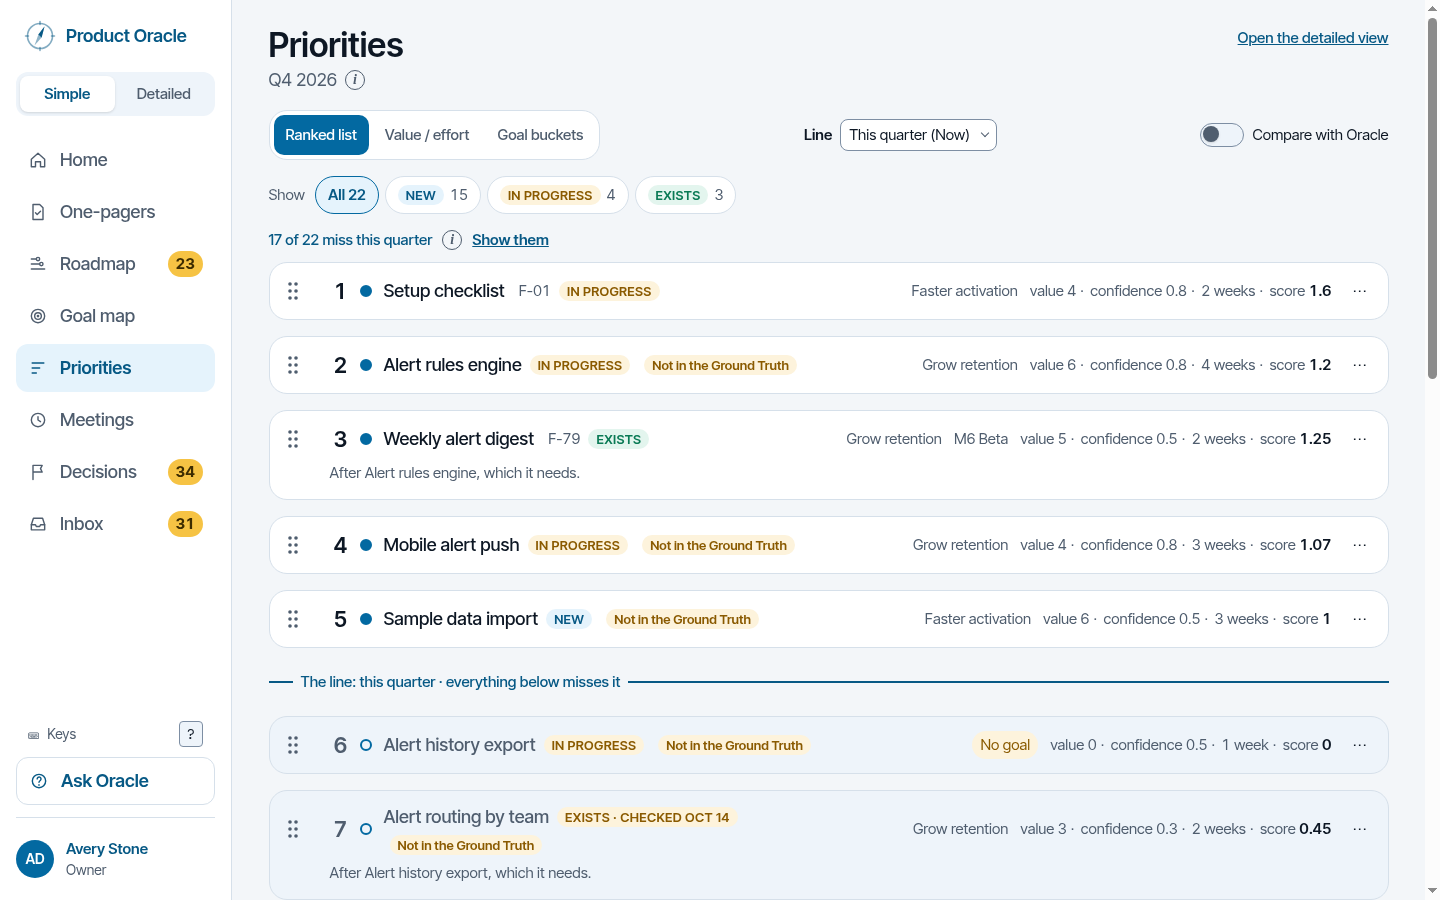 Product Oracle
Simple
Detailed
Home
One-pagers
Roadmap 23
Goal map
Priorities
Meetings
Decisions 34
Inbox 31
Keys ?
Ask Oracle
AD
Avery Stone
Owner
Priorities
Open the detailed view
Q4 2026 i
Ranked list
Value / effort
Goal buckets
Line This quarter (Now)
Compare with Oracle
Show All 22 NEW 15 IN PROGRESS 4 EXISTS 3
17 of 22 miss this quarter i Show them
1 Setup checklist F-01 IN PROGRESS Faster activation value 4 · confidence 0.8 · 2 weeks · score 1.6 ...
2 Alert rules engine IN PROGRESS Not in the Ground Truth Grow retention value 6 · confidence 0.8 · 4 weeks · score 1.2 ...
3 Weekly alert digest F-79 EXISTS Grow retention M6 Beta value 5 · confidence 0.5 · 2 weeks · score 1.25 ...
After Alert rules engine, which it needs.
4 Mobile alert push IN PROGRESS Not in the Ground Truth Grow retention value 4 · confidence 0.8 · 3 weeks · score 1.07 ...
5 Sample data import NEW Not in the Ground Truth Faster activation value 6 · confidence 0.5 · 3 weeks · score 1 ...
The line: this quarter · everything below misses it
6 Alert history export IN PROGRESS Not in the Ground Truth No goal value 0 · confidence 0.5 · 1 week · score 0 ...
7 Alert routing by team EXISTS · CHECKED OCT 14 Grow retention value 3 · confidence 0.3 · 2 weeks · score 0.45 ...
Not in the Ground Truth
After Alert history export, which it needs.